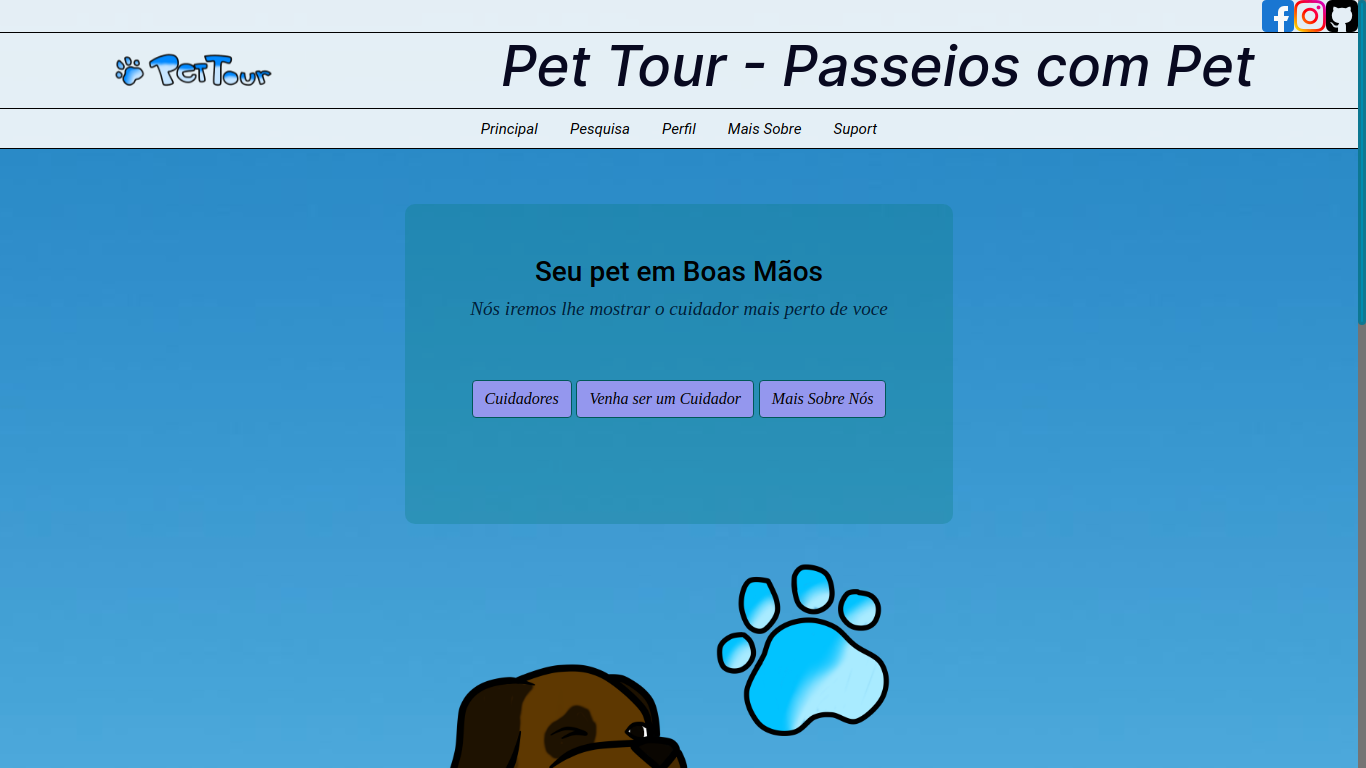 PetTour
Pet Tour - Passeios com Pet
Principal Pesquisa Perfil Mais Sobre Suport
Seu pet em Boas Mãos
Nós iremos lhe mostrar o cuidador mais perto de voce
Cuidadores Venha ser um Cuidador Mais Sobre Nós